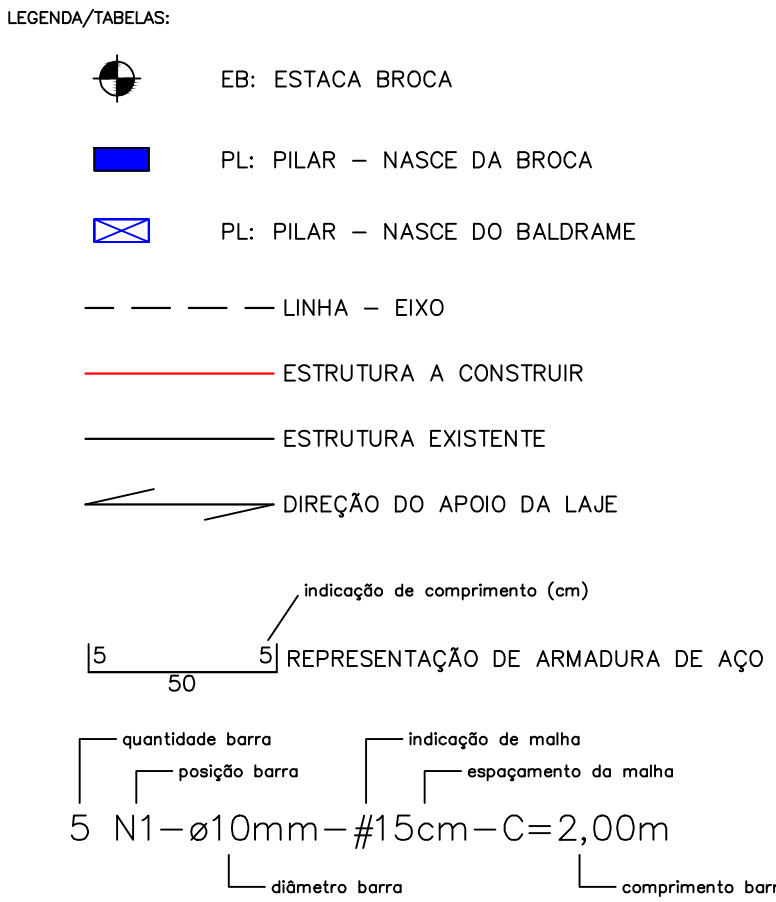 LEGENDA/TABELAS:
EB: ESTACA BROCA
PL: PILAR – NASCE DA BROCA
PL: PILAR – NASCE DO BALDRAME
LINHA – EIXO
ESTRUTURA A CONSTRUIR
ESTRUTURA EXISTENTE
DIREÇÃO DO APOIO DA LAJE
indicação de comprimento (cm)
5 5 REPRESENTAÇÃO DE ARMADURA DE AÇO
50
quantidade barra indicação de malha
posição barra espaçamento da malha
5 N1–ø10mm–#15cm–C=2,00m
diâmetro barra comprimento